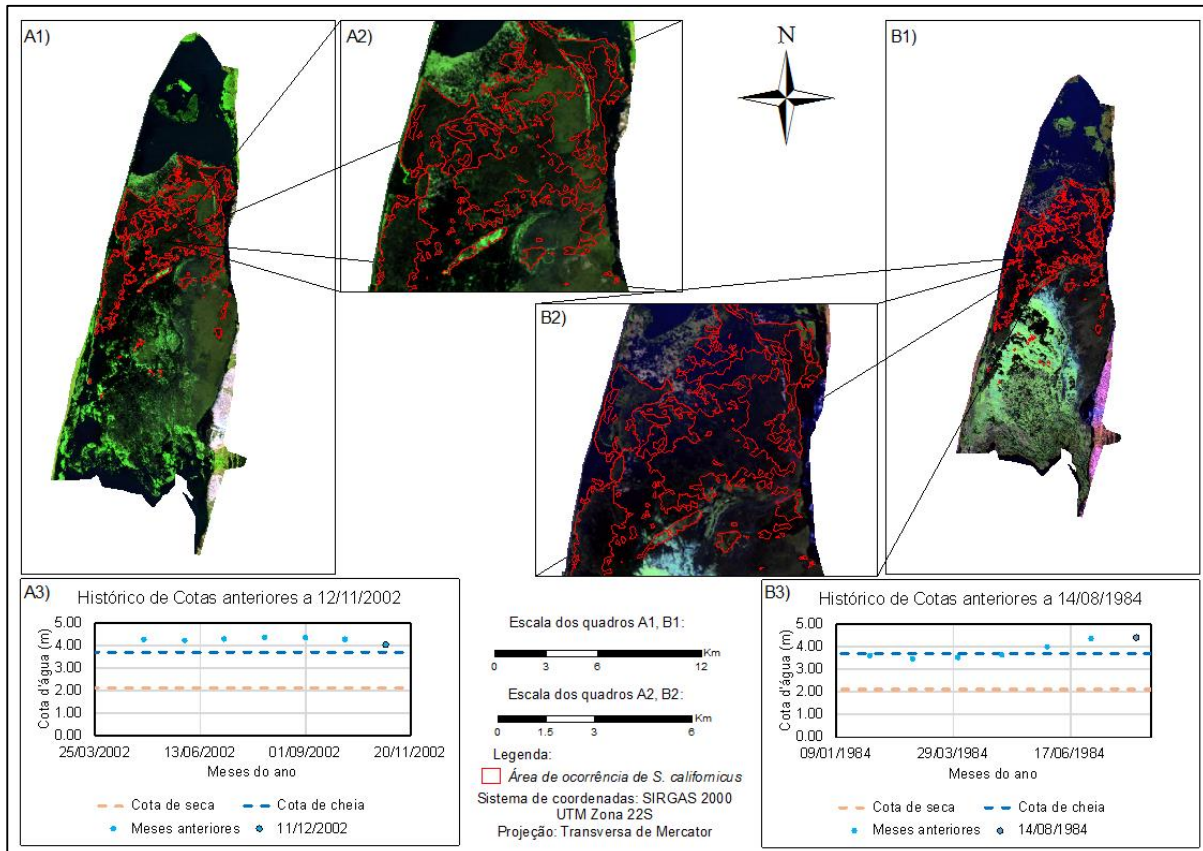 A1)
A2)
N
B1)
B2)
A3)
Histórico de Cotas anteriores a 12/11/2002
Cota d'água (m)
5.00
4.00
3.00
2.00
1.00
0.00
25/03/2002 13/06/2002 01/09/2002 20/11/2002
Meses do ano
Cota de seca Cota de cheia
Meses anteriores 11/12/2002
Escala dos quadros A1, B1:
Km
0 3 6 12
Escala dos quadros A2, B2:
Km
0 1.5 3 6
Legenda:
Área de ocorrência de S. californicus
Sistema de coordenadas: SIRGAS 2000
UTM Zona 22S
Projeção: Transversa de Mercator
B3)
Histórico de Cotas anteriores a 14/08/1984
Cota d'água (m)
5.00
4.00
3.00
2.00
1.00
0.00
09/01/1984 29/03/1984 17/06/1984
Meses do ano
Cota de seca Cota de cheia
Meses anteriores 14/08/1984